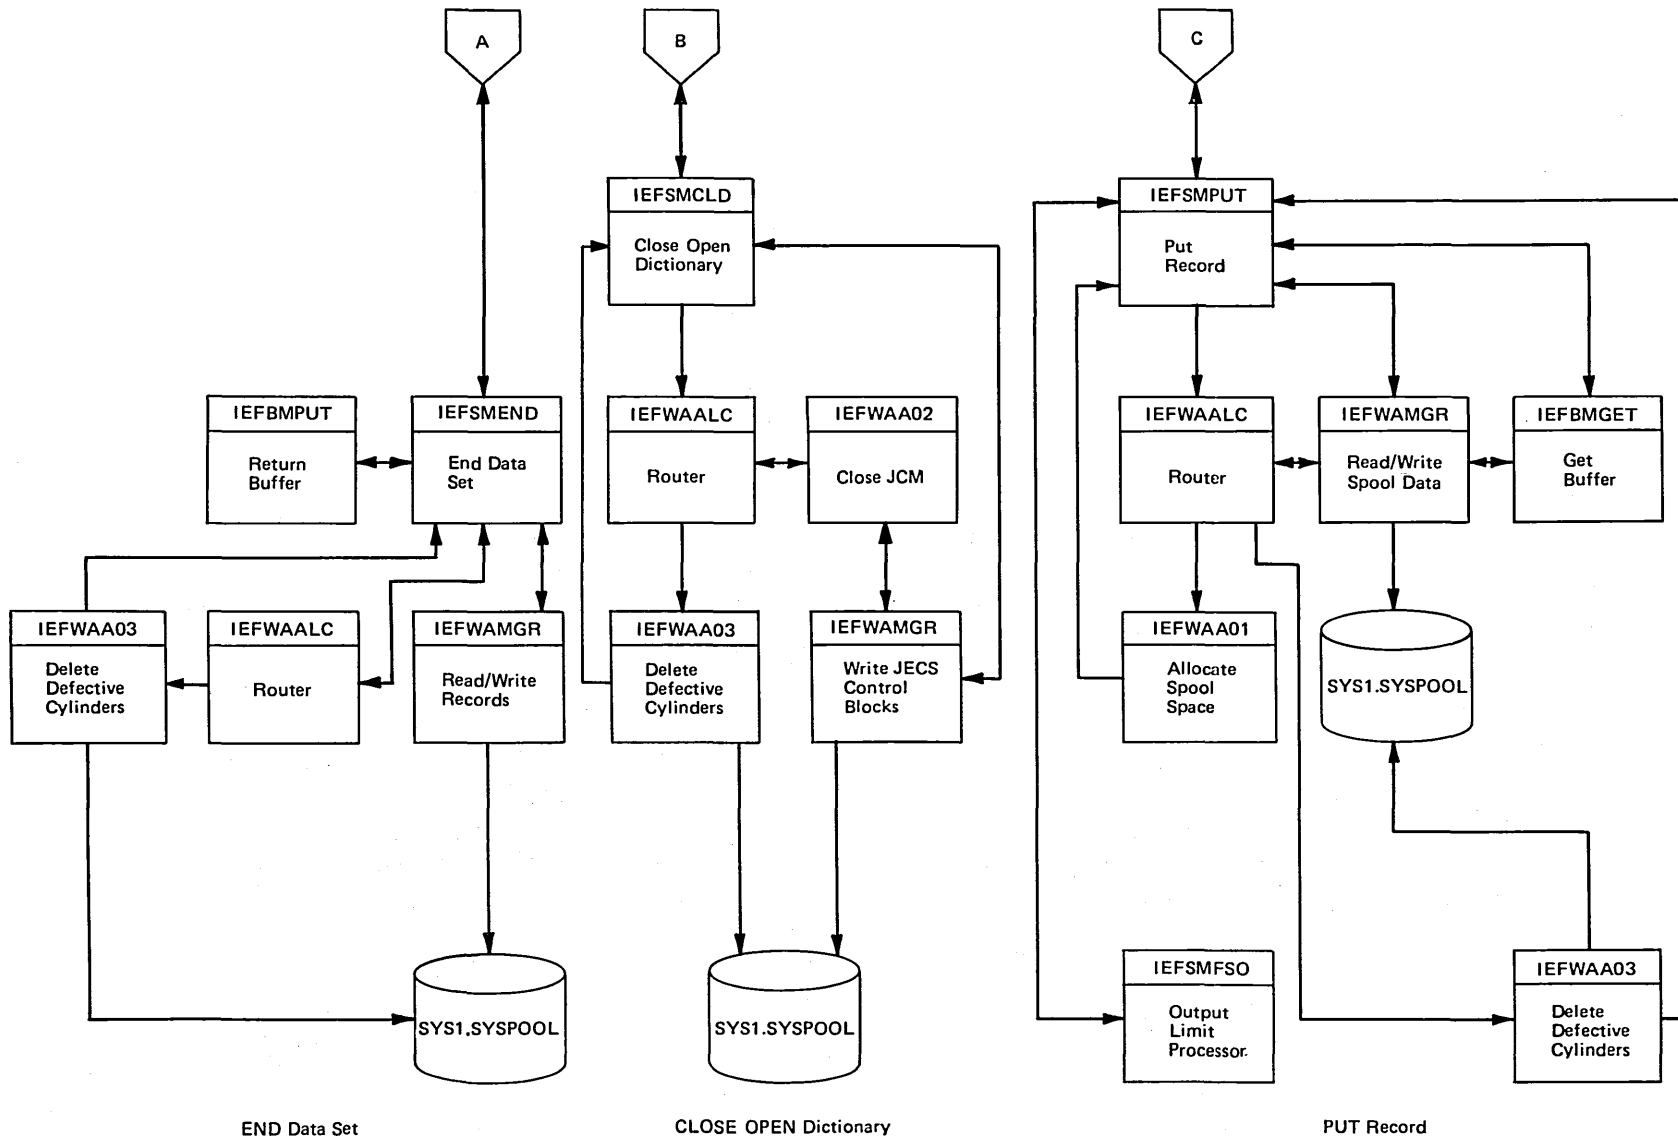 A
B
C
IEFSMCLD
Close Open
Dictionary
IEFSMPUT
Put
Record
IEFBMPUT
Return
Buffer
IEFSMEND
End Data
Set
IEFWAALC
Router
IEFWAA02
Close JCM
IEFWAALC
Router
IEFWAMGR
Read/Write
Spool Data
IEFBMGET
Get
Buffer
IEFWAA03
Delete
Defective
Cylinders
IEFWAALC
Router
IEFWAMGR
Read/Write
Records
IEFWAA03
Delete
Defective
Cylinders
IEFWAMGR
Write JECS
Control
Blocks
IEFWAA01
Allocate
Spool
Space
SYS1.SYSPOOL
SYS1.SYSPOOL
SYS1.SYSPOOL
IEFSMFSO
Output
Limit
Processor.
IEFWAA03
Delete
Defective
Cylinders
END Data Set
CLOSE OPEN Dictionary
PUT Record